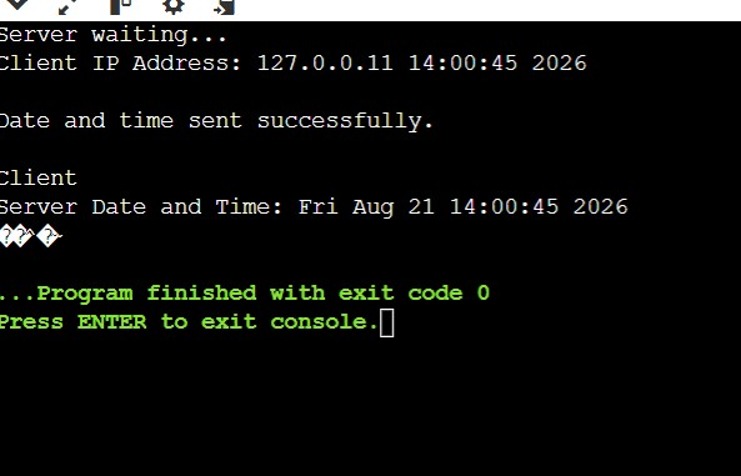 Server waiting...
Client IP Address: 127.0.0.11 14:00:45 2026
Date and time sent successfully.
Client
Server Date and Time: Fri Aug 21 14:00:45 2026
...Program finished with exit code 0
Press ENTER to exit console.